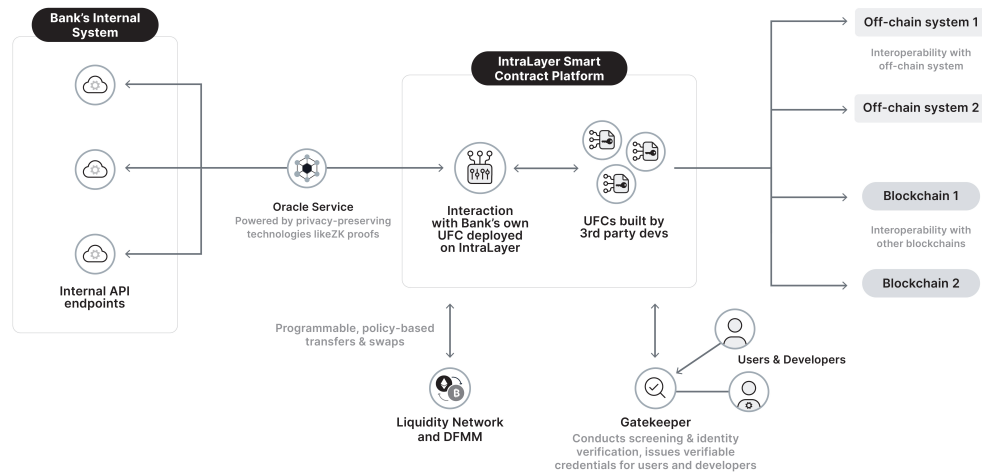 Bank's Internal
System
Internal API
endpoints
Oracle Service
Powered by privacy-preserving
technologies likeZK proofs
IntraLayer Smart
Contract Platform
Interaction
with Bank's own
UFC deployed
on IntraLayer
UFCs built by
3rd party devs
Off-chain system 1
Interoperability with
off-chain system
Off-chain system 2
Blockchain 1
Interoperability with
other blockchains
Blockchain 2
Programmable, policy-based
transfers & swaps
Liquidity Network
and DFMM
Users & Developers
Gatekeeper
Conducts screening & identity
verification, issues verifiable
credentials for users and developers